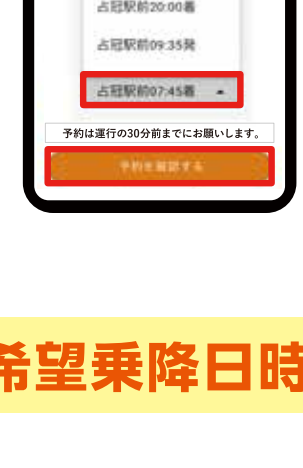 占冠駅前20:00着
占冠駅前09:35発
占冠駅前07:45着
予約は運行の30分前までにお願いします。
予約を確認する
希望乗降日時